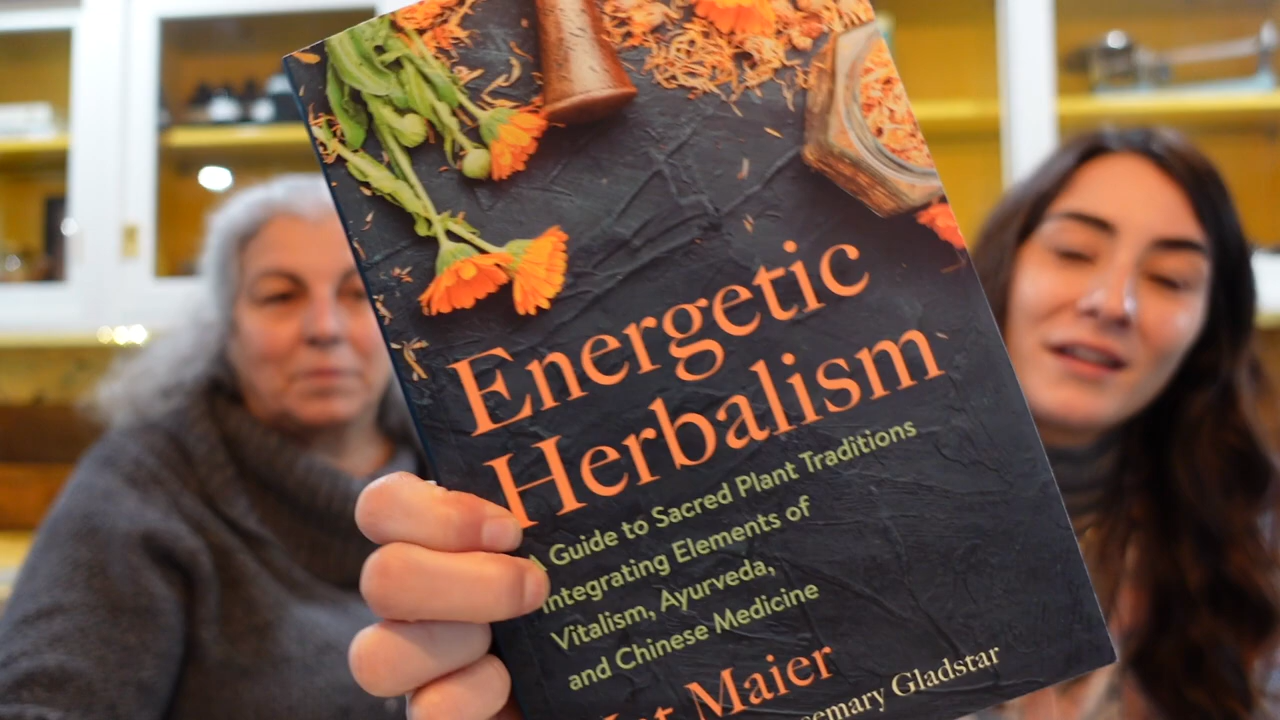 Energetic
Herbalism
A Guide to Sacred Plant Traditions
Integrating Elements of
Vitalism, Ayurveda,
and Chinese Medicine
Maier
Gladstar